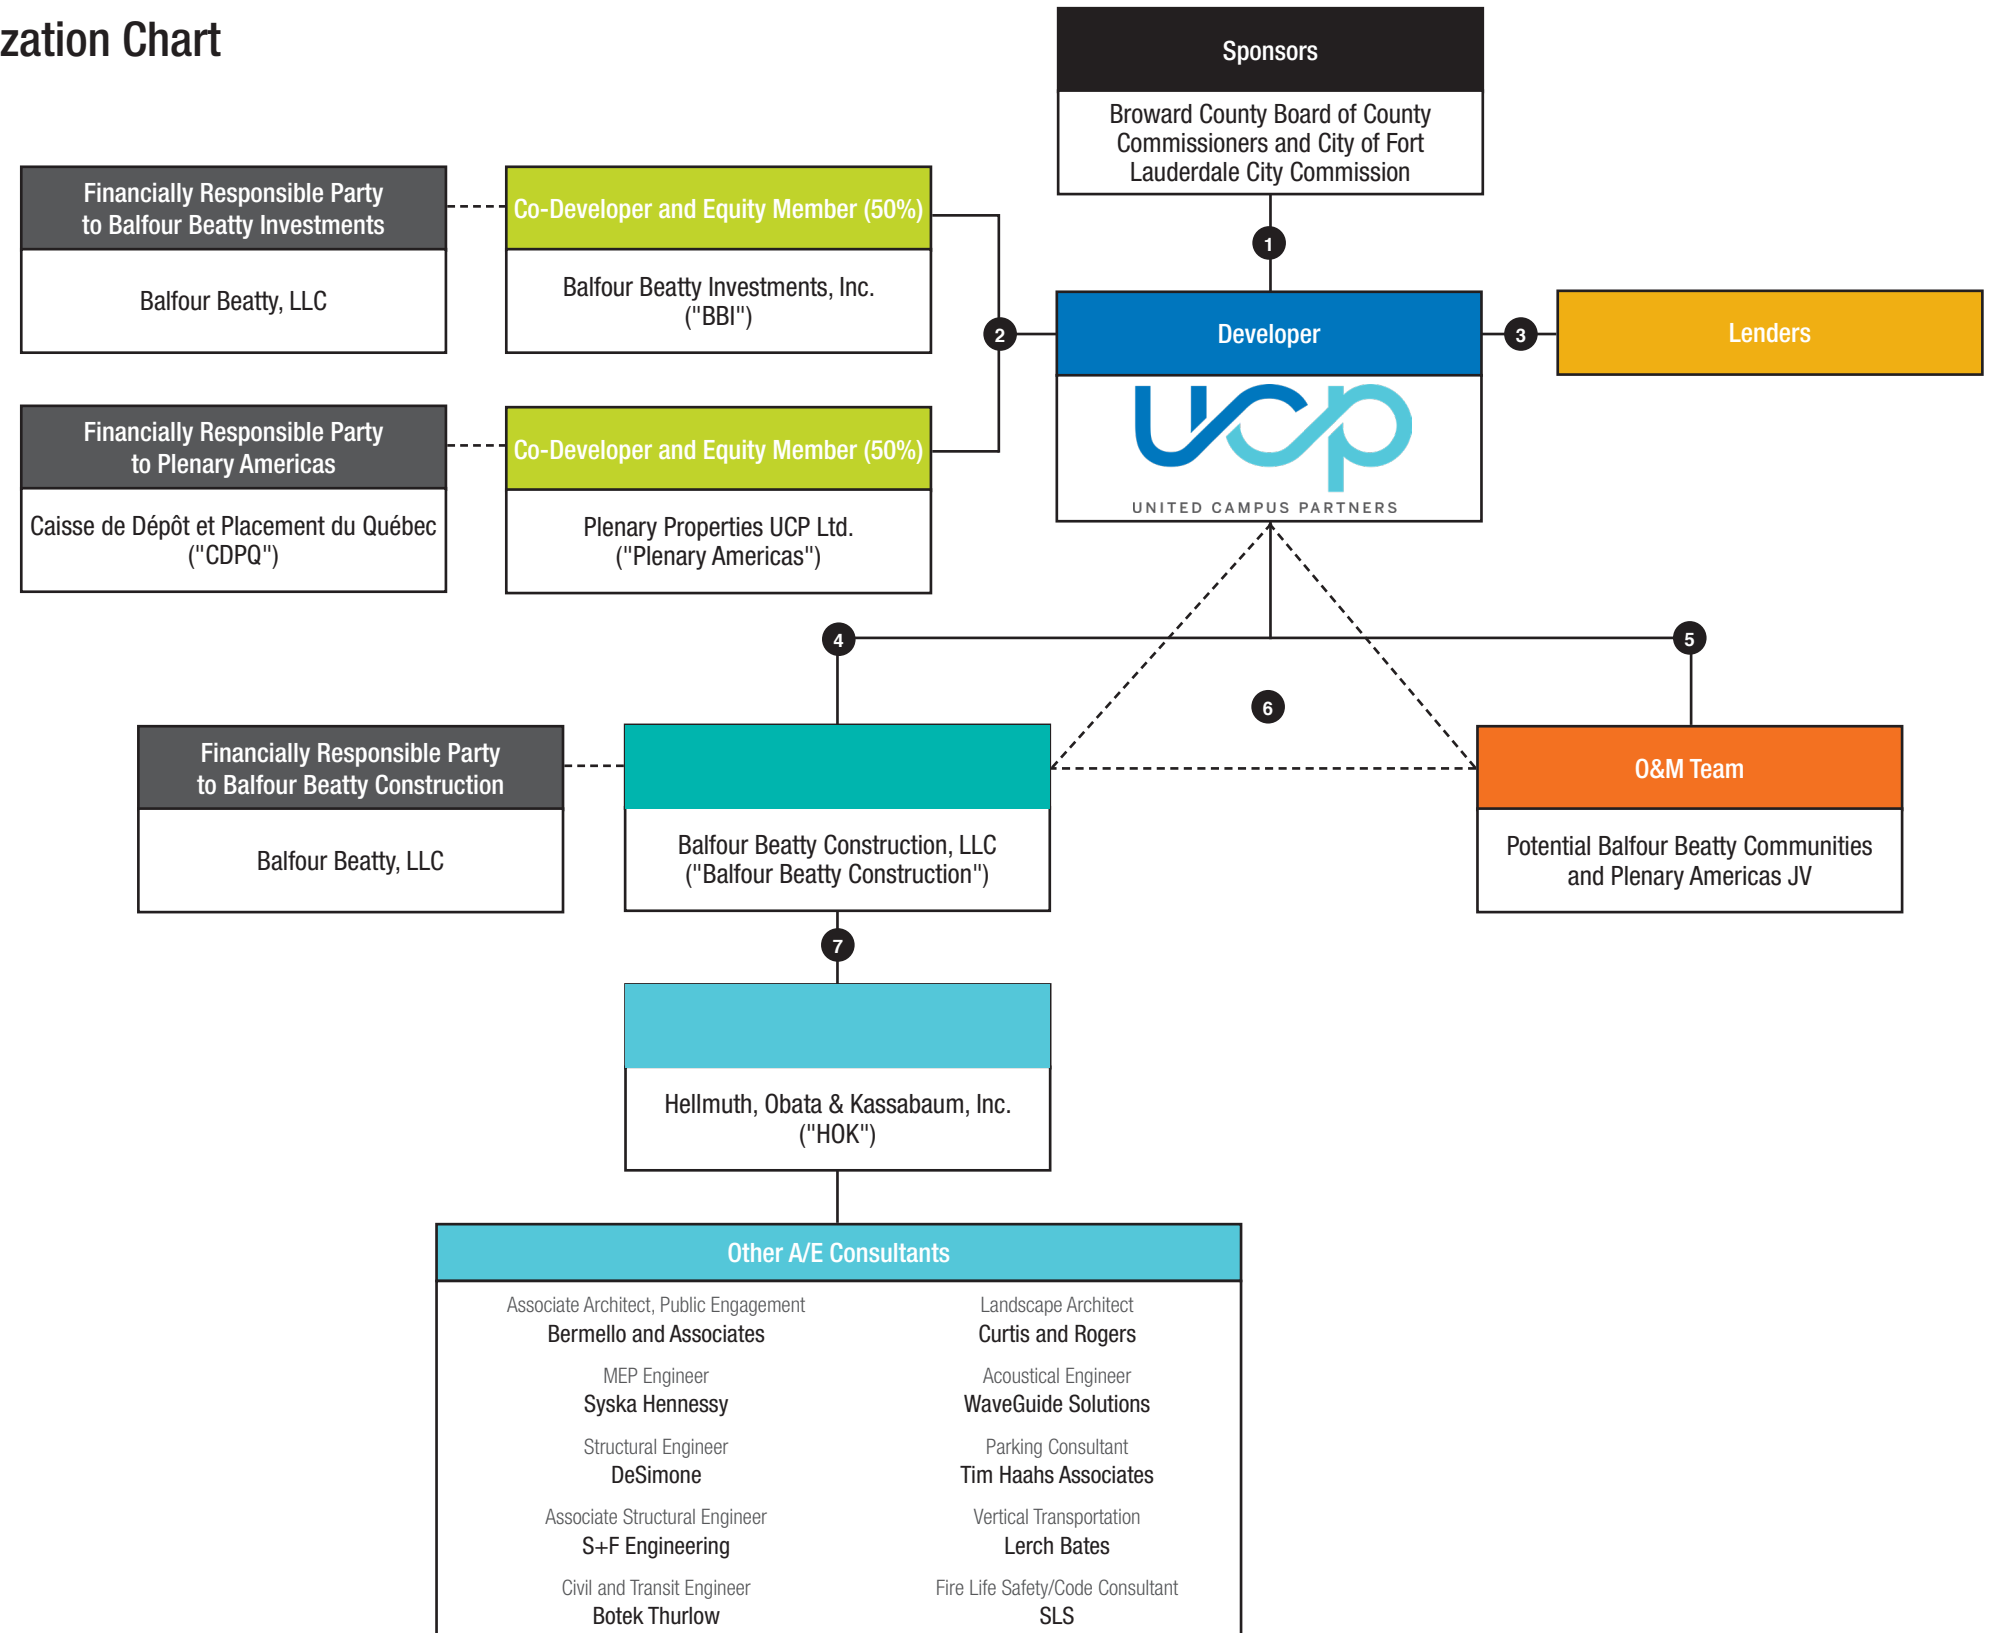 zation Chart
Sponsors
Broward County Board of County
Commissioners and City of Fort
Lauderdale City Commission
Financially Responsible Party
to Balfour Beatty Investments
Balfour Beatty, LLC
Co-Developer and Equity Member (50%)
Balfour Beatty Investments, Inc.
("BBI")
1
2
Developer
3
Lenders
ucp
UNITED CAMPUS PARTNERS
Financially Responsible Party
to Plenary Americas
Caisse de Dépôt et Placement du Québec
("CDPQ")
Co-Developer and Equity Member (50%)
Plenary Properties UCP Ltd.
("Plenary Americas")
4
5
6
Financially Responsible Party
to Balfour Beatty Construction
Balfour Beatty, LLC
Balfour Beatty Construction, LLC
("Balfour Beatty Construction")
O&M Team
Potential Balfour Beatty Communities
and Plenary Americas JV
7
Hellmuth, Obata & Kassabaum, Inc.
("HOK")
Other A/E Consultants
Associate Architect, Public Engagement
Bermello and Associates
MEP Engineer
Syska Hennessy
Structural Engineer
DeSimone
Associate Structural Engineer
S+F Engineering
Civil and Transit Engineer
Botek Thurlow
Landscape Architect
Curtis and Rogers
Acoustical Engineer
WaveGuide Solutions
Parking Consultant
Tim Haahs Associates
Vertical Transportation
Lerch Bates
Fire Life Safety/Code Consultant
SLS